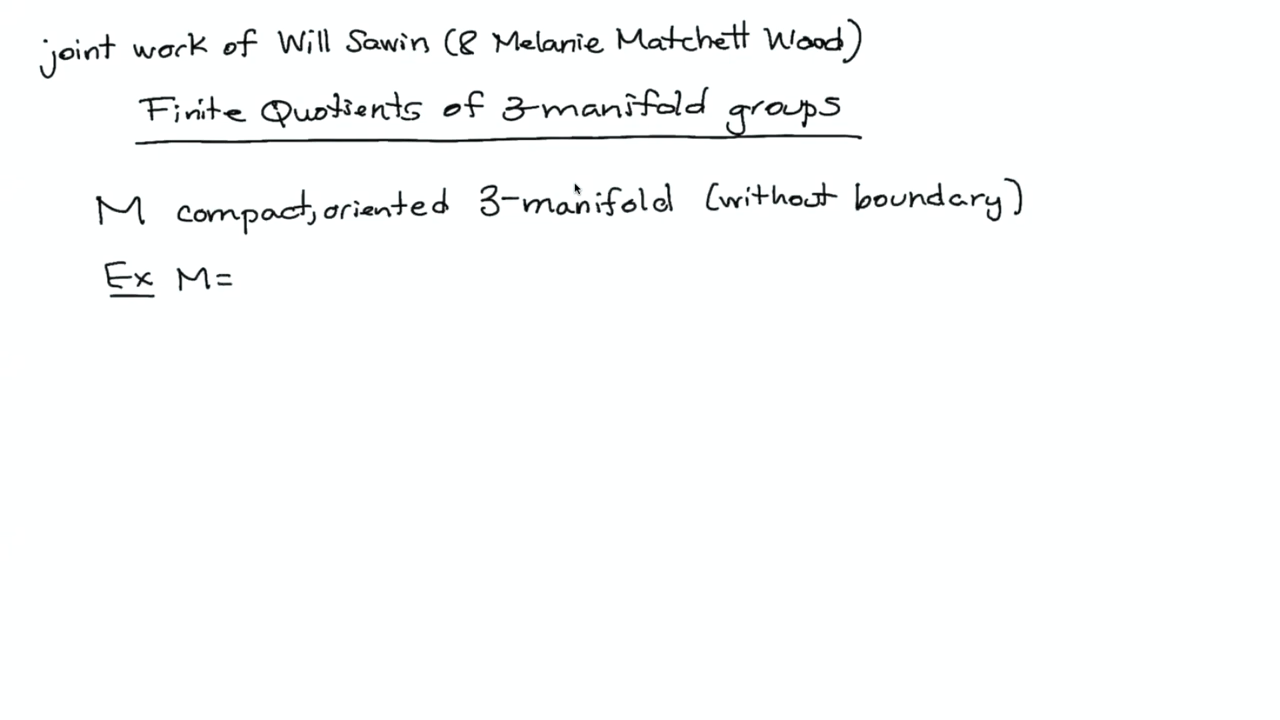 joint work of Will Sawin (& Melanie Matchett Wood)
Finite Quotients of 3-manifold groups
M compact, oriented 3-manifold (without boundary)
Ex M=